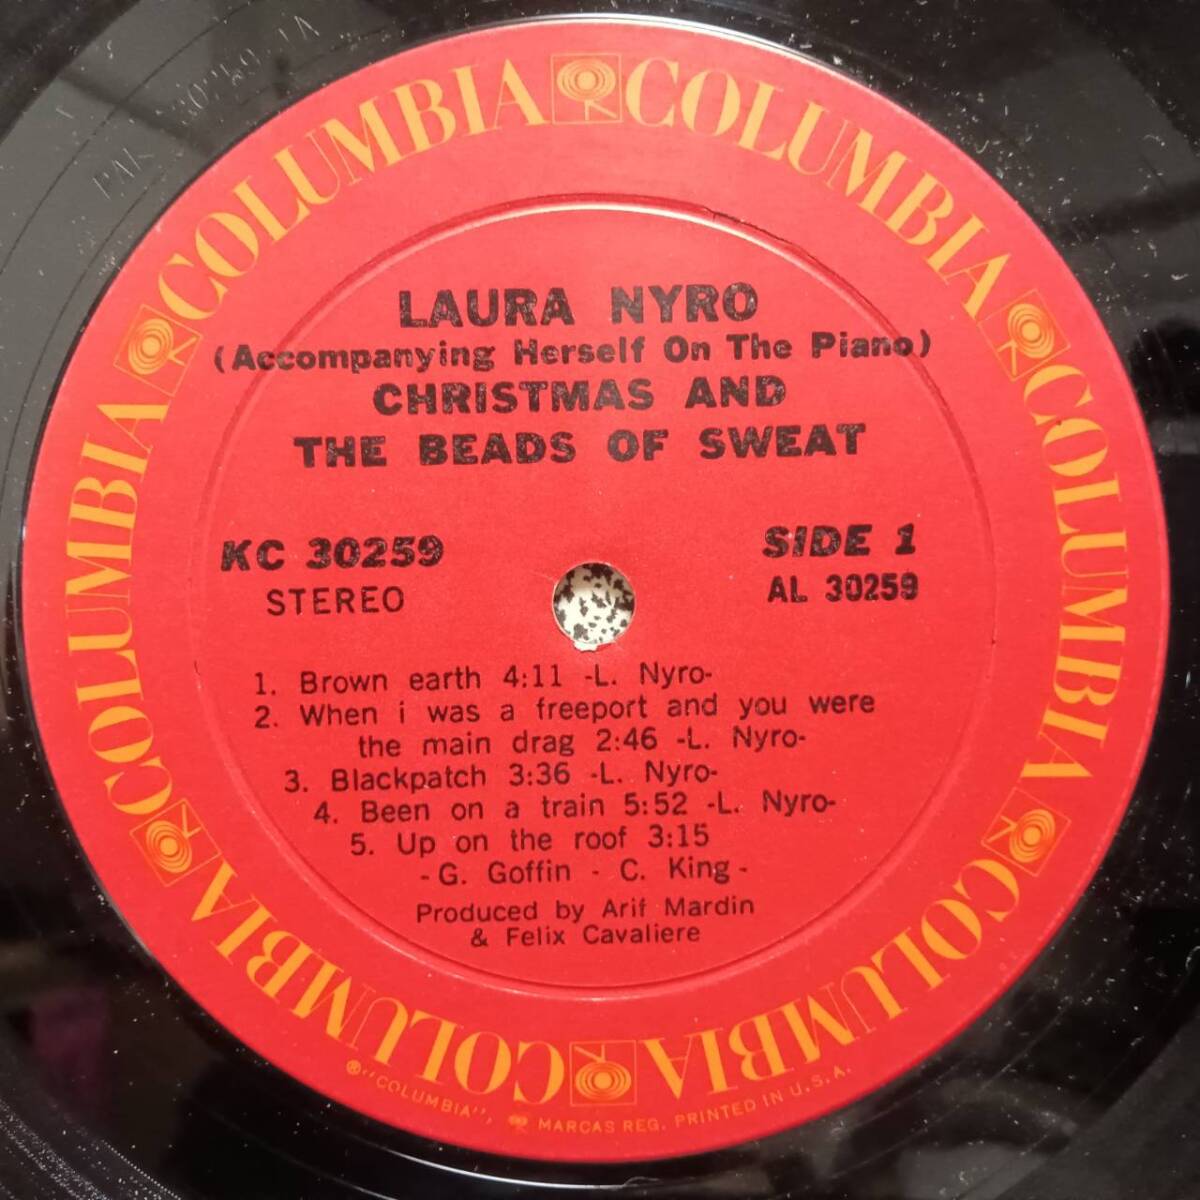 COLUMBIA COLUMBIA COLUMBIA COLUMBIA COLUMBIA COLUMBIA
LAURA NYRO
(Accompanying Herself On The Piano)
CHRISTMAS AND
THE BEADS OF SWEAT
KC 30259
STEREO
SIDE 1
AL 30259
1. Brown earth 4:11 -L. Nyro-
2. When i was a freeport and you were
the main drag 2:46 -L. Nyro-
3. Blackpatch 3:36 -L. Nyro-
4. Been on a train 5:52 -L. Nyro-
5. Up on the roof 3:15
- G. Goffin - C. King -
Produced by Arif Mardin
& Felix Cavaliere
COLUMBIA COLUMBIA
®"COLUMBIA", MARCAS REG. PRINTED IN U.S.A.